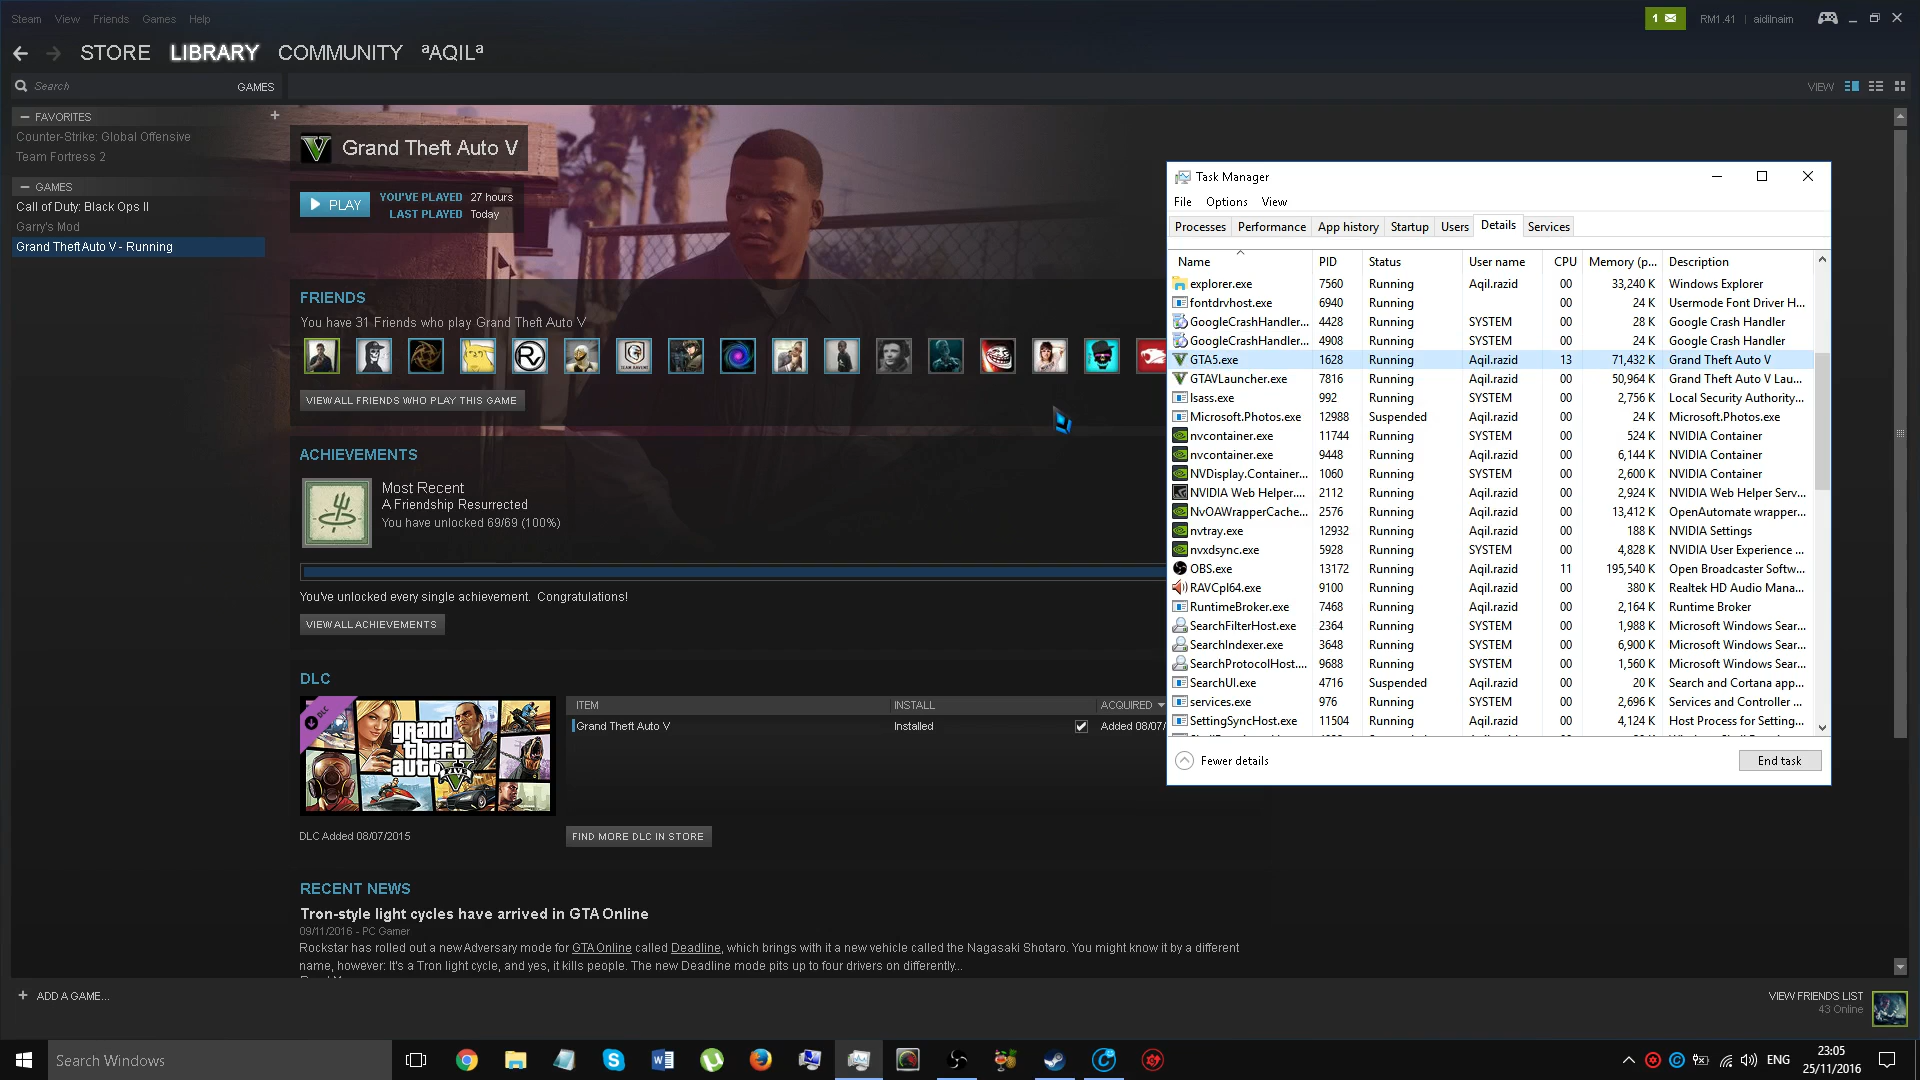 Steam View Friends Games Help
1 RM1.41 | aidilnaim
STORE LIBRARY COMMUNITY ªAQILª
Search GAMES VIEW
FAVORITES
Counter-Strike: Global Offensive
Team Fortress 2
GAMES
Call of Duty: Black Ops II
Garry's Mod
Grand Theft Auto V - Running
Grand Theft Auto V
PLAY
YOU'VE PLAYED 27 hours
LAST PLAYED Today
FRIENDS
You have 31 Friends who play Grand Theft Auto V
VIEW ALL FRIENDS WHO PLAY THIS GAME
ACHIEVEMENTS
Most Recent
A Friendship Resurrected
You have unlocked 69/69 (100%)
You've unlocked every single achievement. Congratulations!
VIEW ALL ACHIEVEMENTS
DLC
DLC
grand
theft
auto
FIVE
ITEM INSTALL ACQUIRED
Grand Theft Auto V Installed Added 08/07/
DLC Added 08/07/2015
FIND MORE DLC IN STORE
RECENT NEWS
Tron-style light cycles have arrived in GTA Online
09/11/2016 - PC Gamer
Rockstar has rolled out a new Adversary mode for GTA Online called Deadline, which brings with it a new vehicle called the Nagasaki Shotaro. You might know it by a different
name, however: It's a Tron light cycle, and yes, it kills people. The new Deadline mode pits up to four drivers on differently...
Task Manager
File Options View
Processes Performance App history Startup Users Details Services
Name PID Status User name CPU Memory (p... Description
explorer.exe 7560 Running Aqil.razid 00 33,240 K Windows Explorer
fontdrvhost.exe 6940 Running 00 24 K Usermode Font Driver H...
GoogleCrashHandler... 4428 Running SYSTEM 00 28 K Google Crash Handler
GoogleCrashHandler... 4908 Running SYSTEM 00 24 K Google Crash Handler
GTA5.exe 1628 Running Aqil.razid 13 71,432 K Grand Theft Auto V
GTAVLauncher.exe 7816 Running Aqil.razid 00 50,964 K Grand Theft Auto V Lau...
lsass.exe 992 Running SYSTEM 00 2,756 K Local Security Authority...
Microsoft.Photos.exe 12988 Suspended Aqil.razid 00 24 K Microsoft.Photos.exe
nvcontainer.exe 11744 Running SYSTEM 00 524 K NVIDIA Container
nvcontainer.exe 9448 Running Aqil.razid 00 6,144 K NVIDIA Container
NVDisplay.Container... 1060 Running SYSTEM 00 2,600 K NVIDIA Container
NVIDIA Web Helper.... 2112 Running Aqil.razid 00 2,924 K NVIDIA Web Helper Serv...
NvOAWrapperCache... 2576 Running Aqil.razid 00 13,412 K OpenAutomate wrapper...
nvtray.exe 12932 Running Aqil.razid 00 188 K NVIDIA Settings
nvxdsync.exe 5928 Running SYSTEM 00 4,828 K NVIDIA User Experience ...
OBS.exe 13172 Running Aqil.razid 11 195,540 K Open Broadcaster Softw...
RAVCpl64.exe 9100 Running Aqil.razid 00 380 K Realtek HD Audio Mana...
RuntimeBroker.exe 7468 Running Aqil.razid 00 2,164 K Runtime Broker
SearchFilterHost.exe 2364 Running SYSTEM 00 1,988 K Microsoft Windows Sear...
SearchIndexer.exe 3648 Running SYSTEM 00 6,900 K Microsoft Windows Sear...
SearchProtocolHost.... 9688 Running SYSTEM 00 1,560 K Microsoft Windows Sear...
SearchUI.exe 4716 Suspended Aqil.razid 00 20 K Search and Cortana app...
services.exe 976 Running SYSTEM 00 2,696 K Services and Controller ...
SettingSyncHost.exe 11504 Running Aqil.razid 00 4,124 K Host Process for Setting...
Fewer details End task
ADD A GAME...
VIEW FRIENDS LIST
43 Online
Search Windows
ENG
23:05
25/11/2016